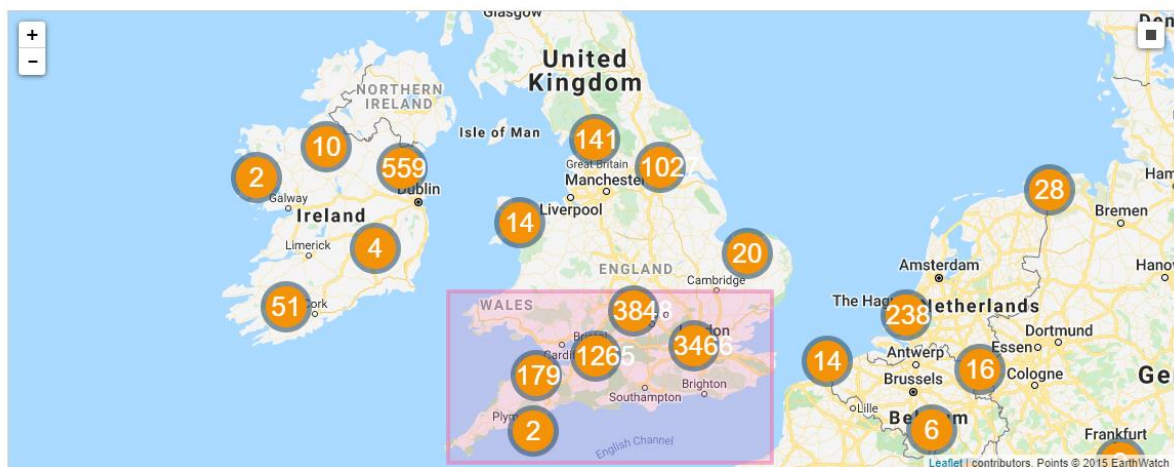 Glasgow
+
−
United
Kingdom
NORTHERN
IRELAND
Isle of Man
141
10
559
Great Britain
1027
Manchester
2
Galway
Dublin
Liverpool
28
Bremen
Ireland
14
4
Limerick
ENGLAND
20
Cambridge
Amsterdam
51
Cork
WALES
3848
The Hague
238
Netherlands
Dortmund
Essen
London
3466
1265
179
14
Antwerp
16
Cologne
Brussels
Southampton
Brighton
Lille
2
6
English Channel
Frankfurt
Leaflet | contributors, Points © 2015 EarthWatch